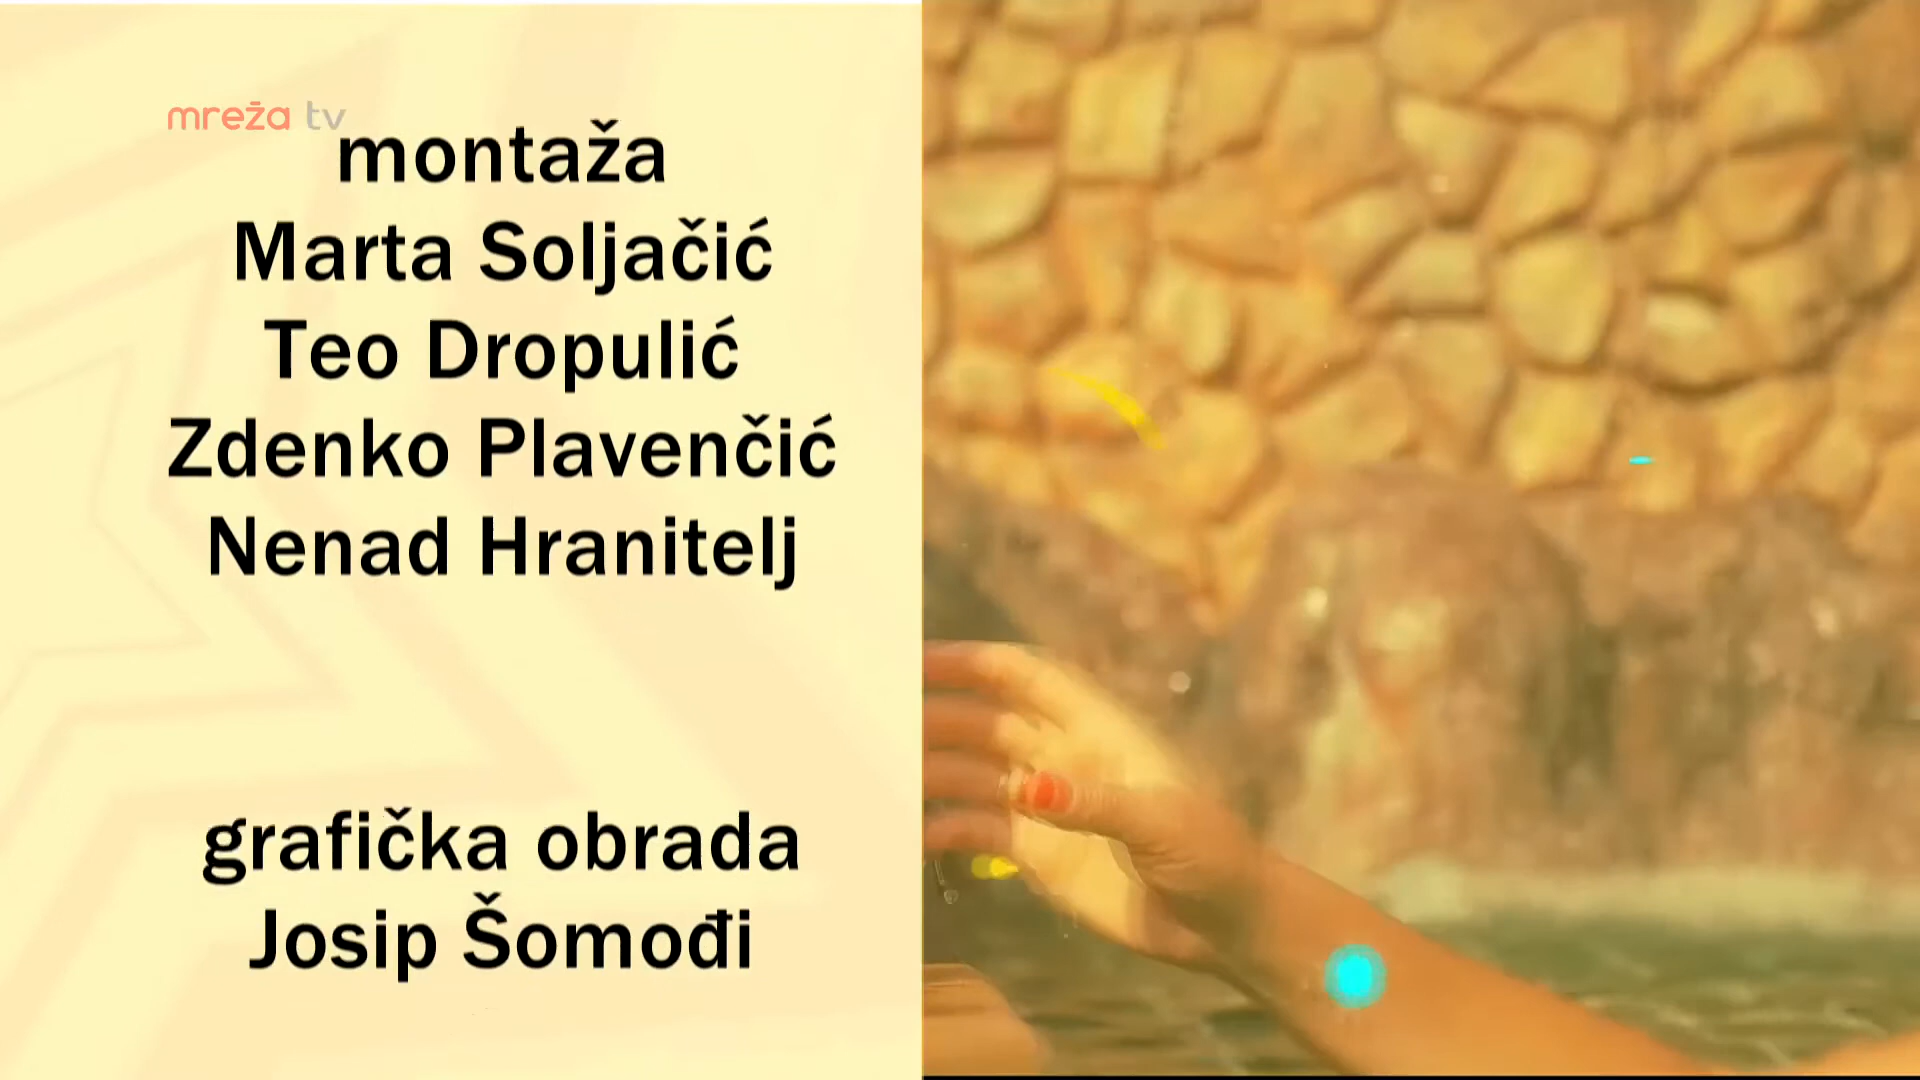 mreža tv
montaža
Marta Soljačić
Teo Dropulić
Zdenko Plavenčić
Nenad Hranitelj
grafička obrada
Josip Šomođi